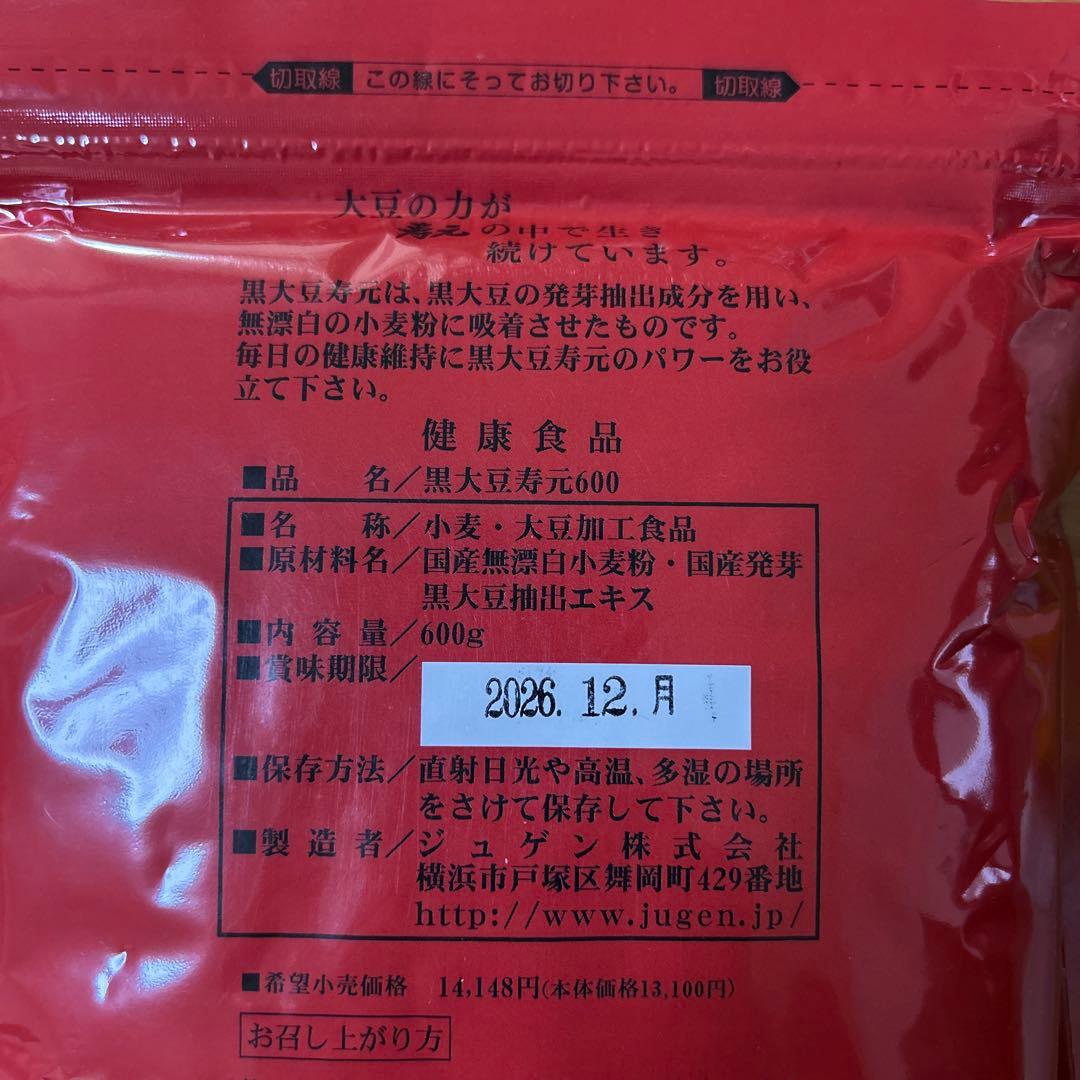 切取線 この線にそってお切り下さい。 切取線
大豆の力が
寿元の中で生き
続けています。
黒大豆寿元は、黒大豆の発芽抽出成分を用い、
無漂白の小麦粉に吸着させたものです。
毎日の健康維持に黒大豆寿元のパワーをお役
立て下さい。
健康食品
■品　　名／黒大豆寿元600
■名　　称／小麦・大豆加工食品
■原材料名／国産無漂白小麦粉・国産発芽
黒大豆抽出エキス
■内 容 量／600g
■賞味期限／
2026. 12. 月
■保存方法／直射日光や高温、多湿の場所
をさけて保存して下さい。
■製 造 者／ジュゲン株式会社
横浜市戸塚区舞岡町429番地
http://www.jugen.jp/
■希望小売価格　14,148円(本体価格13,100円)
お召し上がり方